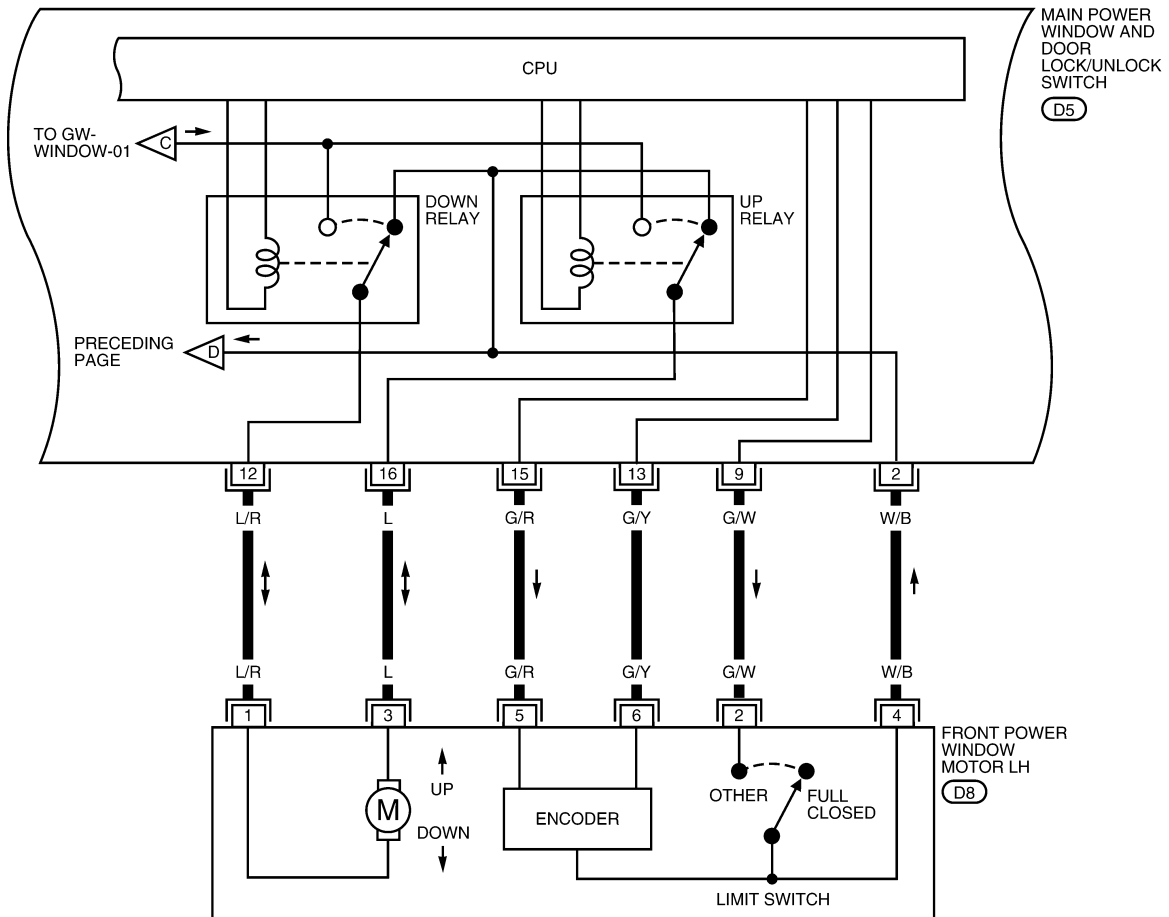 MAIN POWER
WINDOW AND
DOOR
LOCK/UNLOCK
SWITCH
D5
CPU
TO GW-
WINDOW-01
C
DOWN
RELAY
UP
RELAY
PRECEDING
PAGE
D
12 16 15 13 9 2
L/R L G/R G/Y G/W W/B
L/R L G/R G/Y G/W W/B
1 3 5 6 2 4
FRONT POWER
WINDOW
MOTOR LH
D8
UP
M
DOWN
ENCODER
OTHER
FULL
CLOSED
LIMIT SWITCH